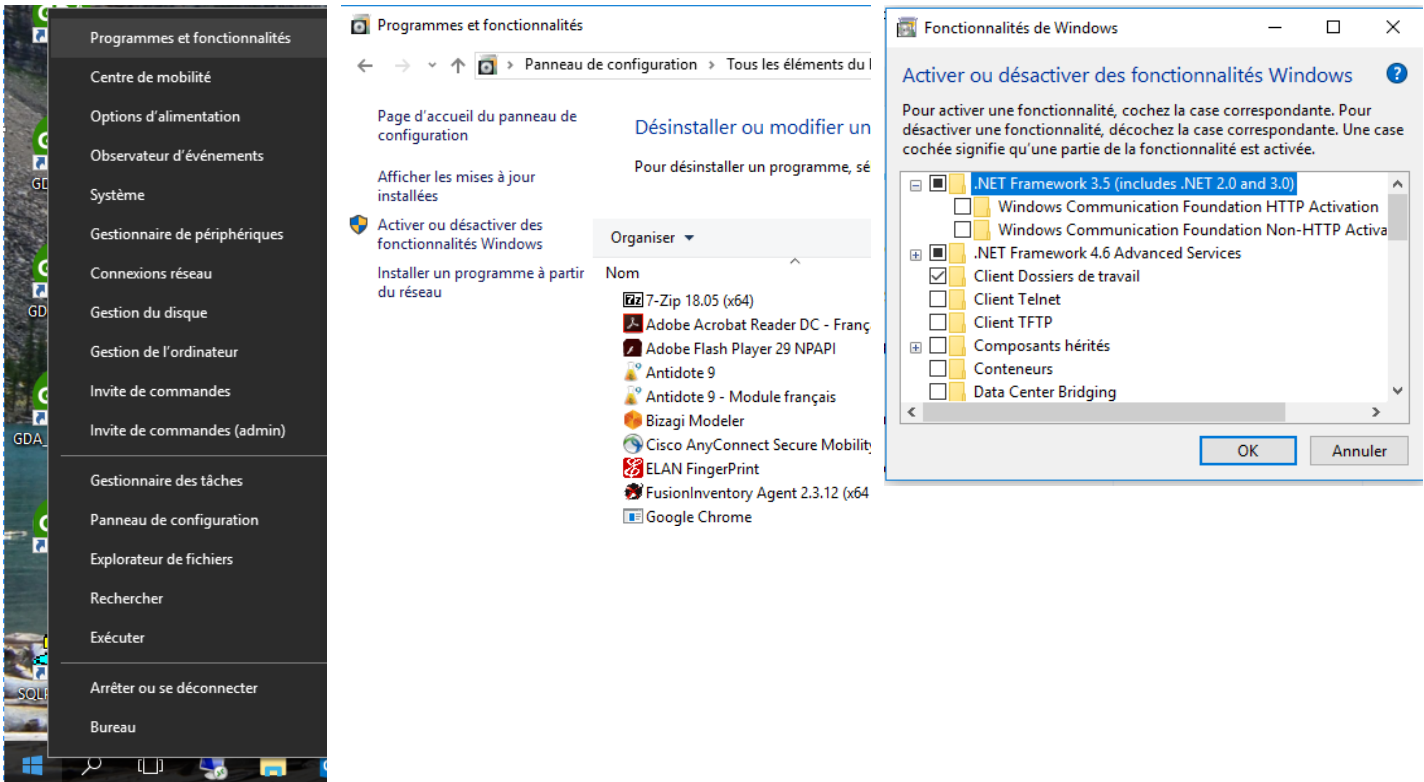 Programmes et fonctionnalités
Centre de mobilité
Options d'alimentation
Observateur d'événements
Système
Gestionnaire de périphériques
Connexions réseau
Gestion du disque
Gestion de l'ordinateur
Invite de commandes
Invite de commandes (admin)
Gestionnaire des tâches
Panneau de configuration
Explorateur de fichiers
Rechercher
Exécuter
Arrêter ou se déconnecter
Bureau
GDA_
Programmes et fonctionnalités
Panneau de configuration > Tous les éléments du
Page d'accueil du panneau de
configuration
Afficher les mises à jour
installées
Activer ou désactiver des
fonctionnalités Windows
Installer un programme à partir
du réseau
Désinstaller ou modifier un
Pour désinstaller un programme, sé
Organiser
Nom
7-Zip 18.05 (x64)
Adobe Acrobat Reader DC - Franç
Adobe Flash Player 29 NPAPI
Antidote 9
Antidote 9 - Module français
Bizagi Modeler
Cisco AnyConnect Secure Mobility
ELAN FingerPrint
FusionInventory Agent 2.3.12 (x64
Google Chrome
Fonctionnalités de Windows
Activer ou désactiver des fonctionnalités Windows
Pour activer une fonctionnalité, cochez la case correspondante. Pour
désactiver une fonctionnalité, décochez la case correspondante. Une case
cochée signifie qu'une partie de la fonctionnalité est activée.
.NET Framework 3.5 (includes .NET 2.0 and 3.0)
Windows Communication Foundation HTTP Activation
Windows Communication Foundation Non-HTTP Activa
.NET Framework 4.6 Advanced Services
Client Dossiers de travail
Client Telnet
Client TFTP
Composants hérités
Conteneurs
Data Center Bridging
OK
Annuler